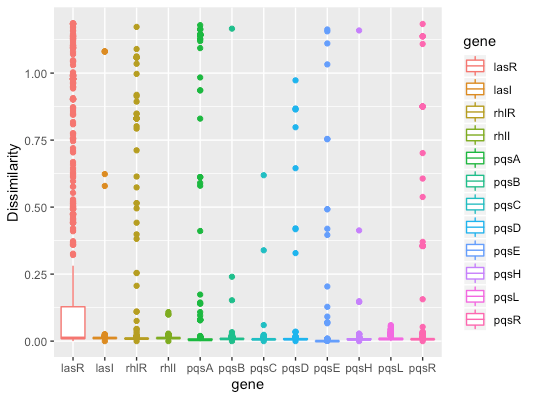 Dissimilarity
1.00
0.75
0.50
0.25
0.00
lasR lasI rhlR rhlI pqsA pqsB pqsC pqsD pqsE pqsH pqsL pqsR
gene
gene
lasR
lasI
rhlR
rhlI
pqsA
pqsB
pqsC
pqsD
pqsE
pqsH
pqsL
pqsR